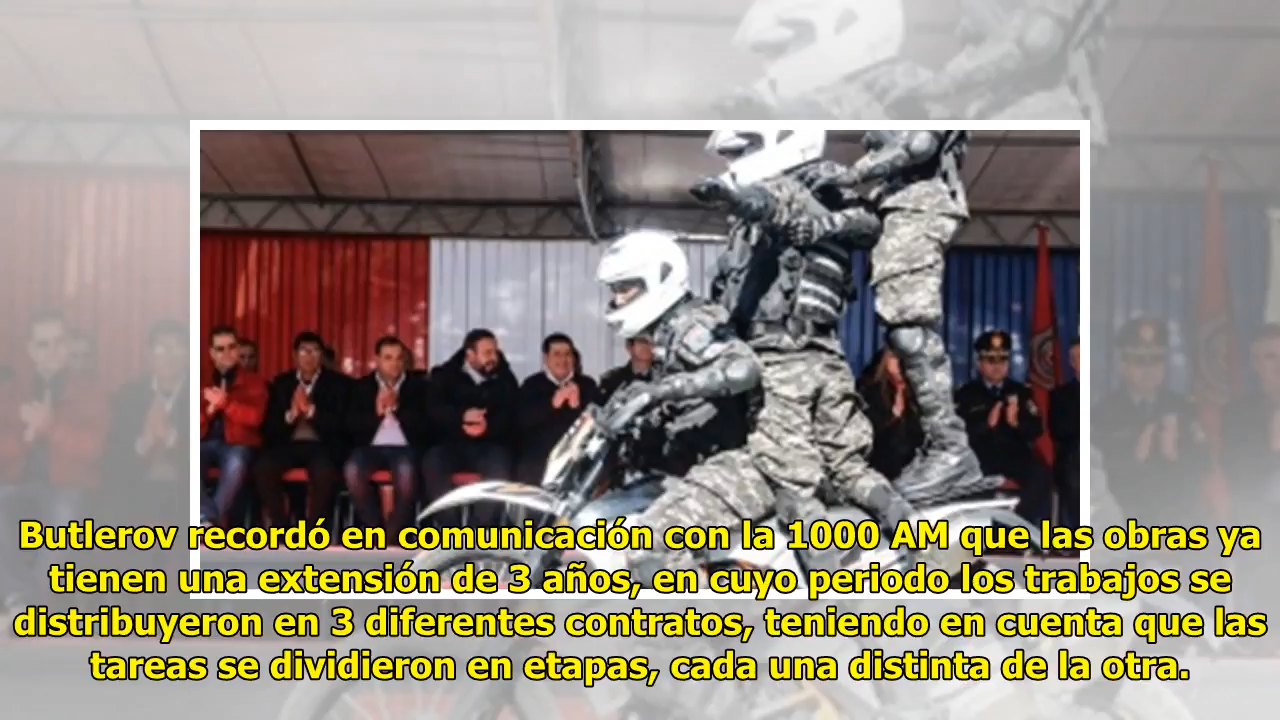 Butlerov recordó en comunicación con la 1000 AM que las obras ya
tienen una extensión de 3 años, en cuyo periodo los trabajos se
distribuyeron en 3 diferentes contratos, teniendo en cuenta que las
tareas se dividieron en etapas, cada una distinta de la otra.